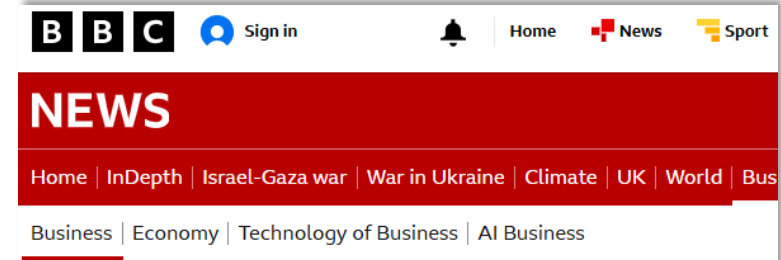 BBC Sign in Home News Sport
NEWS
Home | InDepth | Israel-Gaza war | War in Ukraine | Climate | UK | World | Bus
Business | Economy | Technology of Business | AI Business